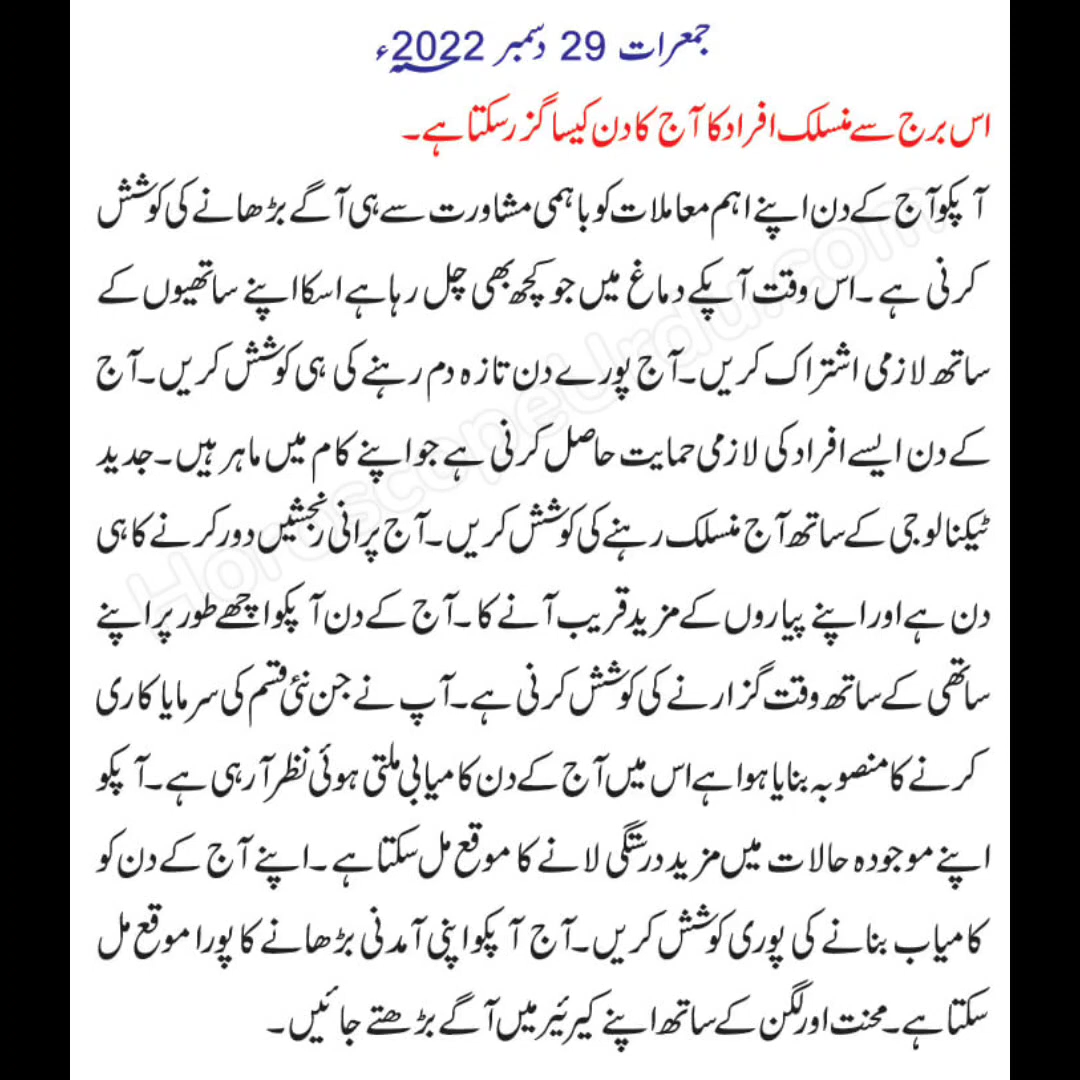 جمعرات 29 دسمبر 2022ء
اس برج سے منسلک افراد کا آج کا دن کیسا گزر سکتا ہے۔
آپکو آج کے دن اپنے اہم معاملات کو باہمی مشاورت سے ہی آگے بڑھانے کی کوشش
کرنی ہے۔ اس وقت آپکے دماغ میں جو کچھ بھی چل رہا ہے اسکا اپنے ساتھیوں کے
ساتھ لازمی اشتراک کریں۔ آج پورے دن تازہ دم رہنے کی ہی کوشش کریں۔ آج
کے دن ایسے افراد کی لازمی حمایت حاصل کرنی ہے جو اپنے کام میں ماہر ہیں۔ جدید
ٹیکنالوجی کے ساتھ آج منسلک رہنے کی کوشش کریں۔ آج پرانی رنجشیں دور کرنے کا ہی
دن ہے اور اپنے پیاروں کے مزید قریب آنے کا۔ آج کے دن آپکو اچھے طور پر اپنے
ساتھی کے ساتھ وقت گزارنے کی کوشش کرنی ہے۔ آپ نے جن نئی قسم کی سرمایا کاری
کرنے کا منصوبہ بنایا ہوا ہے اس میں آج کے دن کامیابی ملتی ہوئی نظر آ رہی ہے۔ آپکو
اپنے موجودہ حالات میں مزید درستگی لانے کا موقع مل سکتا ہے۔ اپنے آج کے دن کو
کامیاب بنانے کی پوری کوشش کریں۔ آج آپکو اپنی آمدنی بڑھانے کا پورا موقع مل
سکتا ہے۔ محنت اور لگن کے ساتھ اپنے کیرئیر میں آگے بڑھتے جائیں۔
HoroscopeUrdu.com